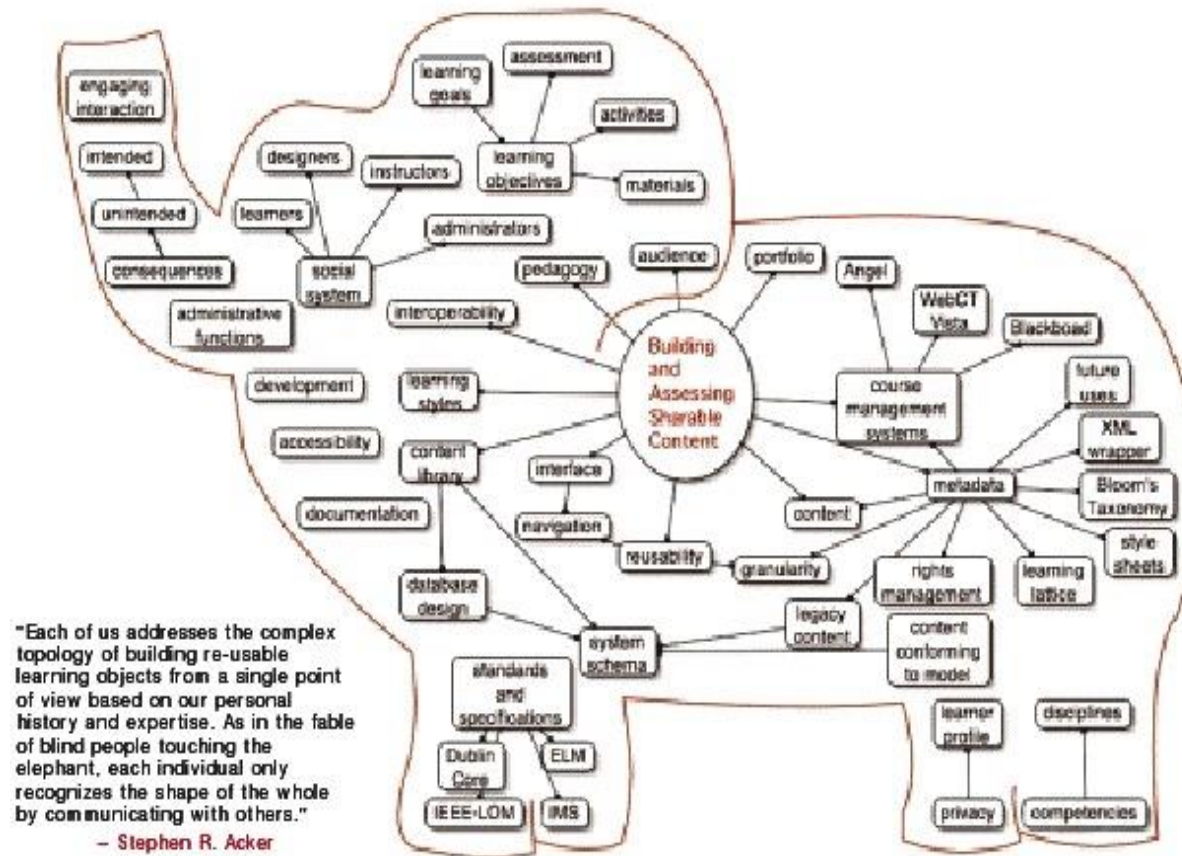 engaging
interaction
intended
unintended
consequences
administrative
functions
designers
instructors
learners
administrators
social
system
learning
goals
assessment
activities
learning
objectives
materials
pedagogy
audience
portfolio
interoperability
Angel
WebCT
Vista
Blackboad
Building
and
Assessing
Sharable
Content
development
learning
styles
course
management
systems
future
uses
accessibility
content
library
interface
XML
wrapper
metadata
Bloom's
Taxonomy
documentation
navigation
content
reusability
granularity
style
sheets
database
design
rights
management
learning
lattice
legacy
content
system
schema
content
conforming
to model
standards
and
specifications
Dublin
Core
ELM
IEEE-LOM
IMS
learner
profile
disciplines
privacy
competencies
"Each of us addresses the complex
topology of building re-usable
learning objects from a single point
of view based on our personal
history and expertise. As in the fable
of blind people touching the
elephant, each individual only
recognizes the shape of the whole
by communicating with others."
– Stephen R. Acker